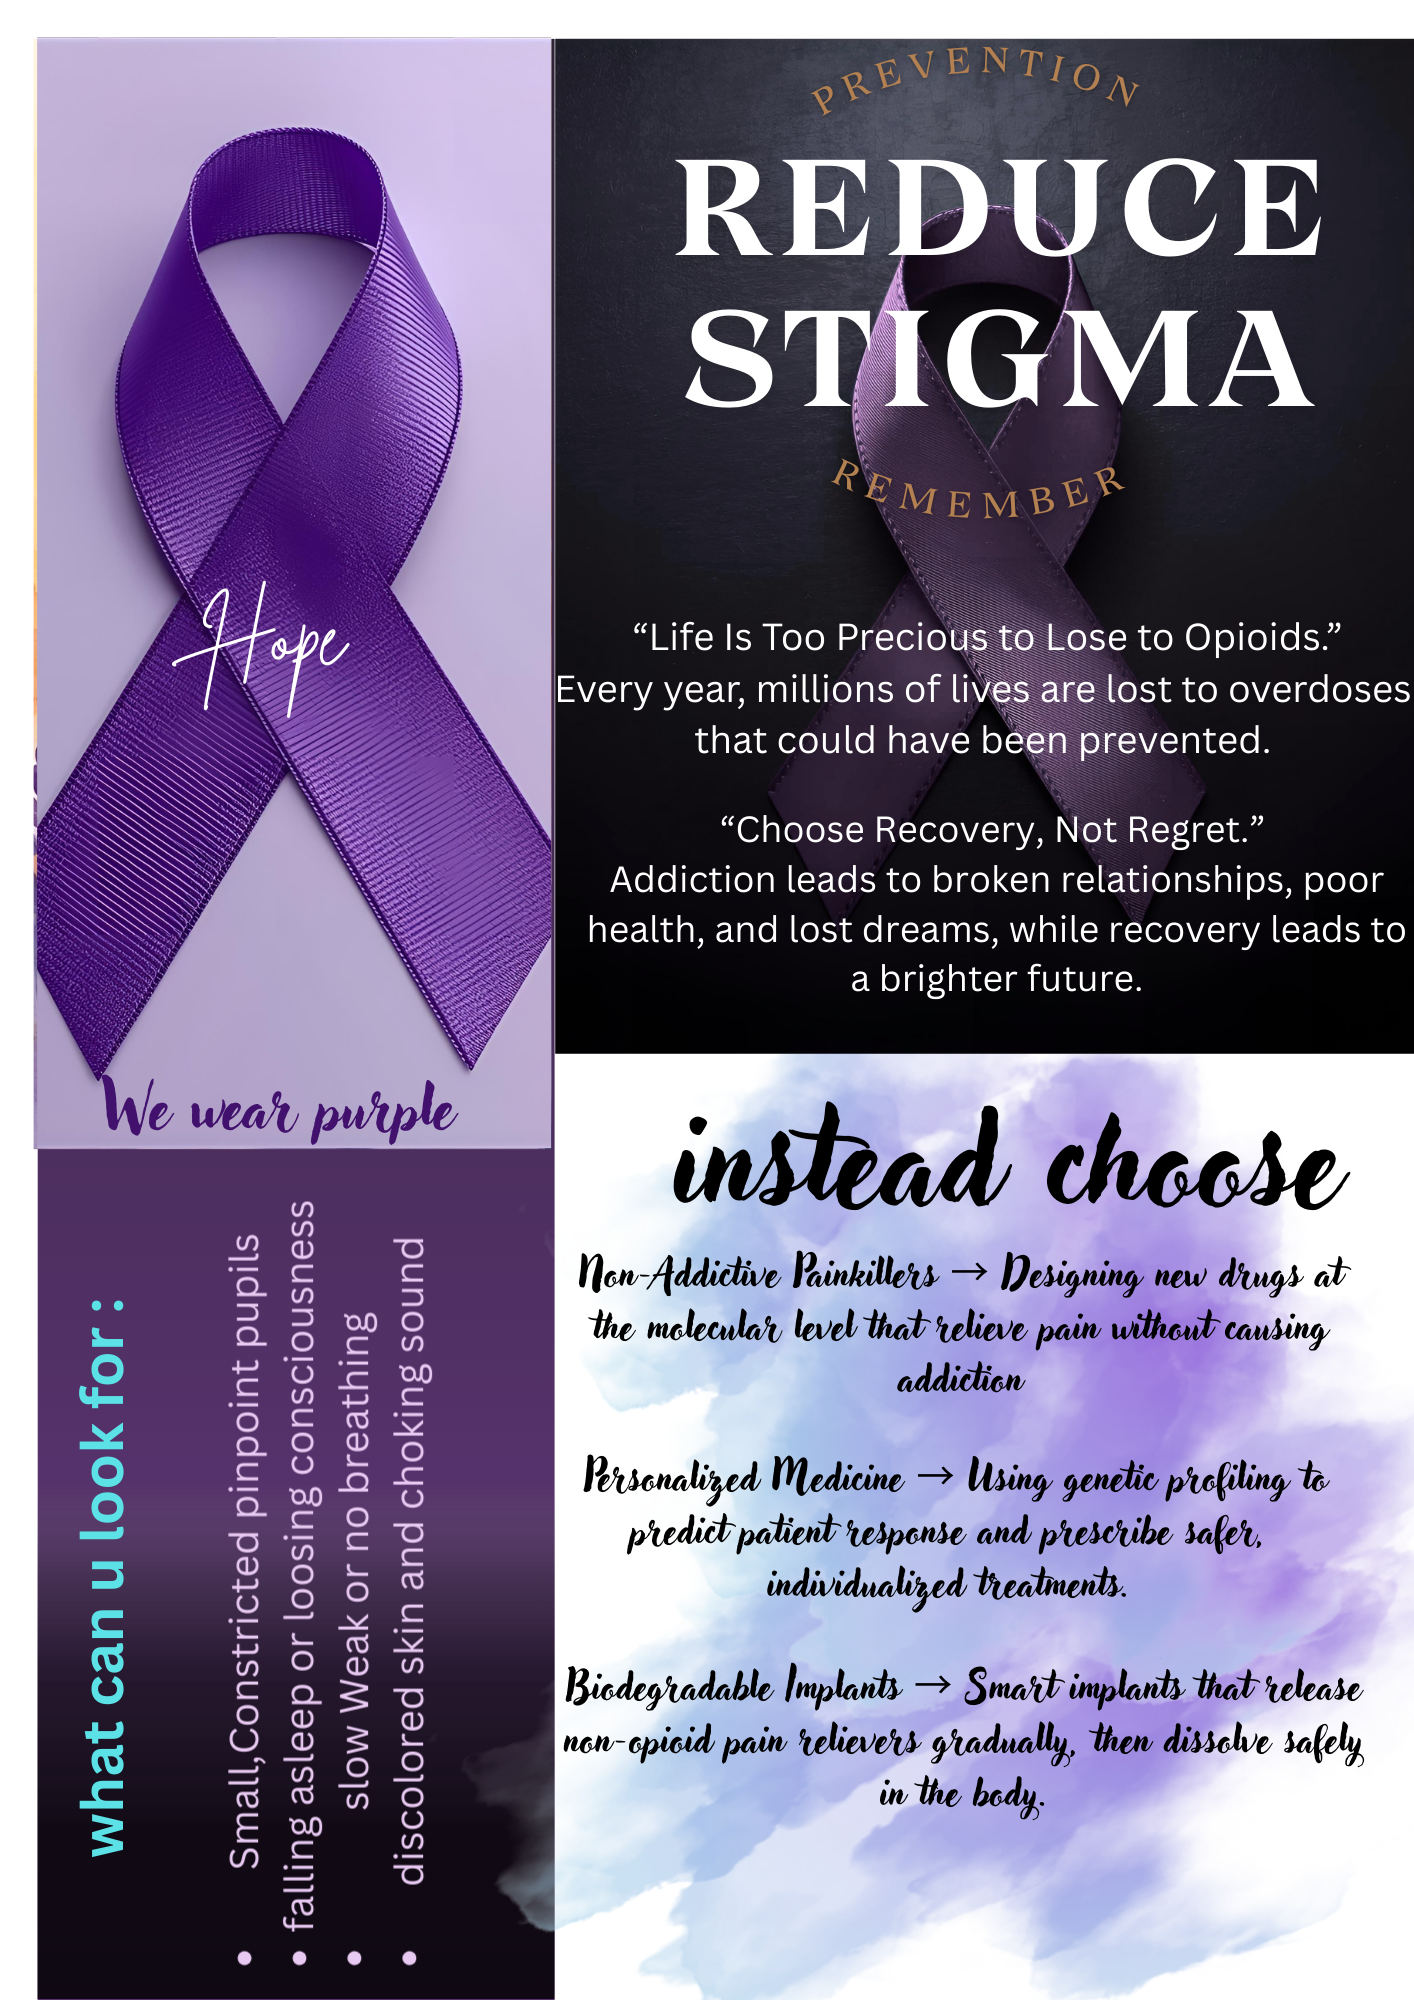 Hope
We wear purple
PREVENTION
REDUCE
STIGMA
REMEMBER
“Life Is Too Precious to Lose to Opioids.”
Every year, millions of lives are lost to overdoses
that could have been prevented.
“Choose Recovery, Not Regret.”
Addiction leads to broken relationships, poor
health, and lost dreams, while recovery leads to
a brighter future.
what can u look for :
• Small,Constricted pinpoint pupils
• falling asleep or loosing consciousness
• slow Weak or no breathing
• discolored skin and choking sound
instead choose
Non-Addictive Painkillers → Designing new drugs at
the molecular level that relieve pain without causing
addiction
Personalized Medicine → Using genetic profiling to
predict patient response and prescribe safer,
individualized treatments.
Biodegradable Implants → Smart implants that release
non-opioid pain relievers gradually, then dissolve safely
in the body.